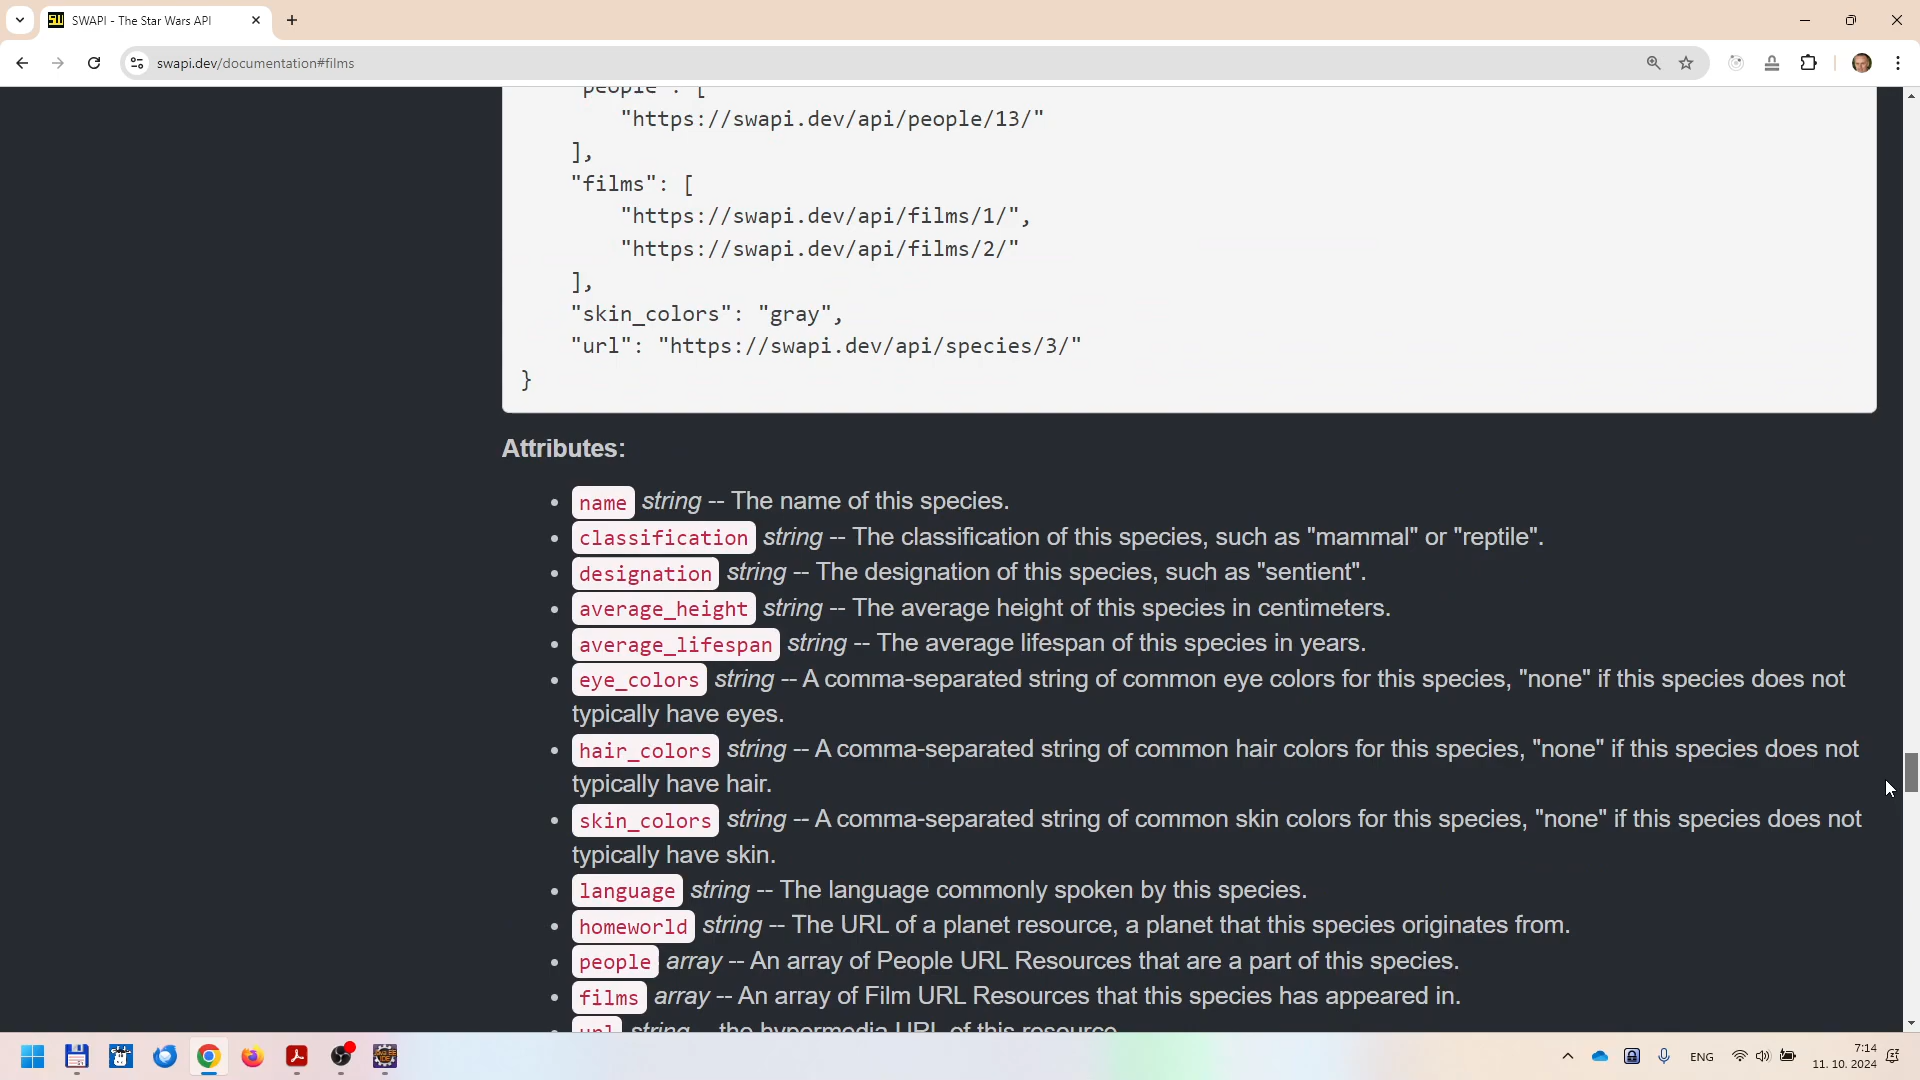 SWAPI - The Star Wars API
swapi.dev/documentation#films
"people": [
"https://swapi.dev/api/people/13/"
],
"films": [
"https://swapi.dev/api/films/1/",
"https://swapi.dev/api/films/2/"
],
"skin_colors": "gray",
"url": "https://swapi.dev/api/species/3/"
}
Attributes:
name string -- The name of this species.
classification string -- The classification of this species, such as "mammal" or "reptile".
designation string -- The designation of this species, such as "sentient".
average_height string -- The average height of this species in centimeters.
average_lifespan string -- The average lifespan of this species in years.
eye_colors string -- A comma-separated string of common eye colors for this species, "none" if this species does not
typically have eyes.
hair_colors string -- A comma-separated string of common hair colors for this species, "none" if this species does not
typically have hair.
skin_colors string -- A comma-separated string of common skin colors for this species, "none" if this species does not
typically have skin.
language string -- The language commonly spoken by this species.
homeworld string -- The URL of a planet resource, a planet that this species originates from.
people array -- An array of People URL Resources that are a part of this species.
films array -- An array of Film URL Resources that this species has appeared in.
url string -- the hypermedia URL of this resource.
ENG
7:14
11. 10. 2024